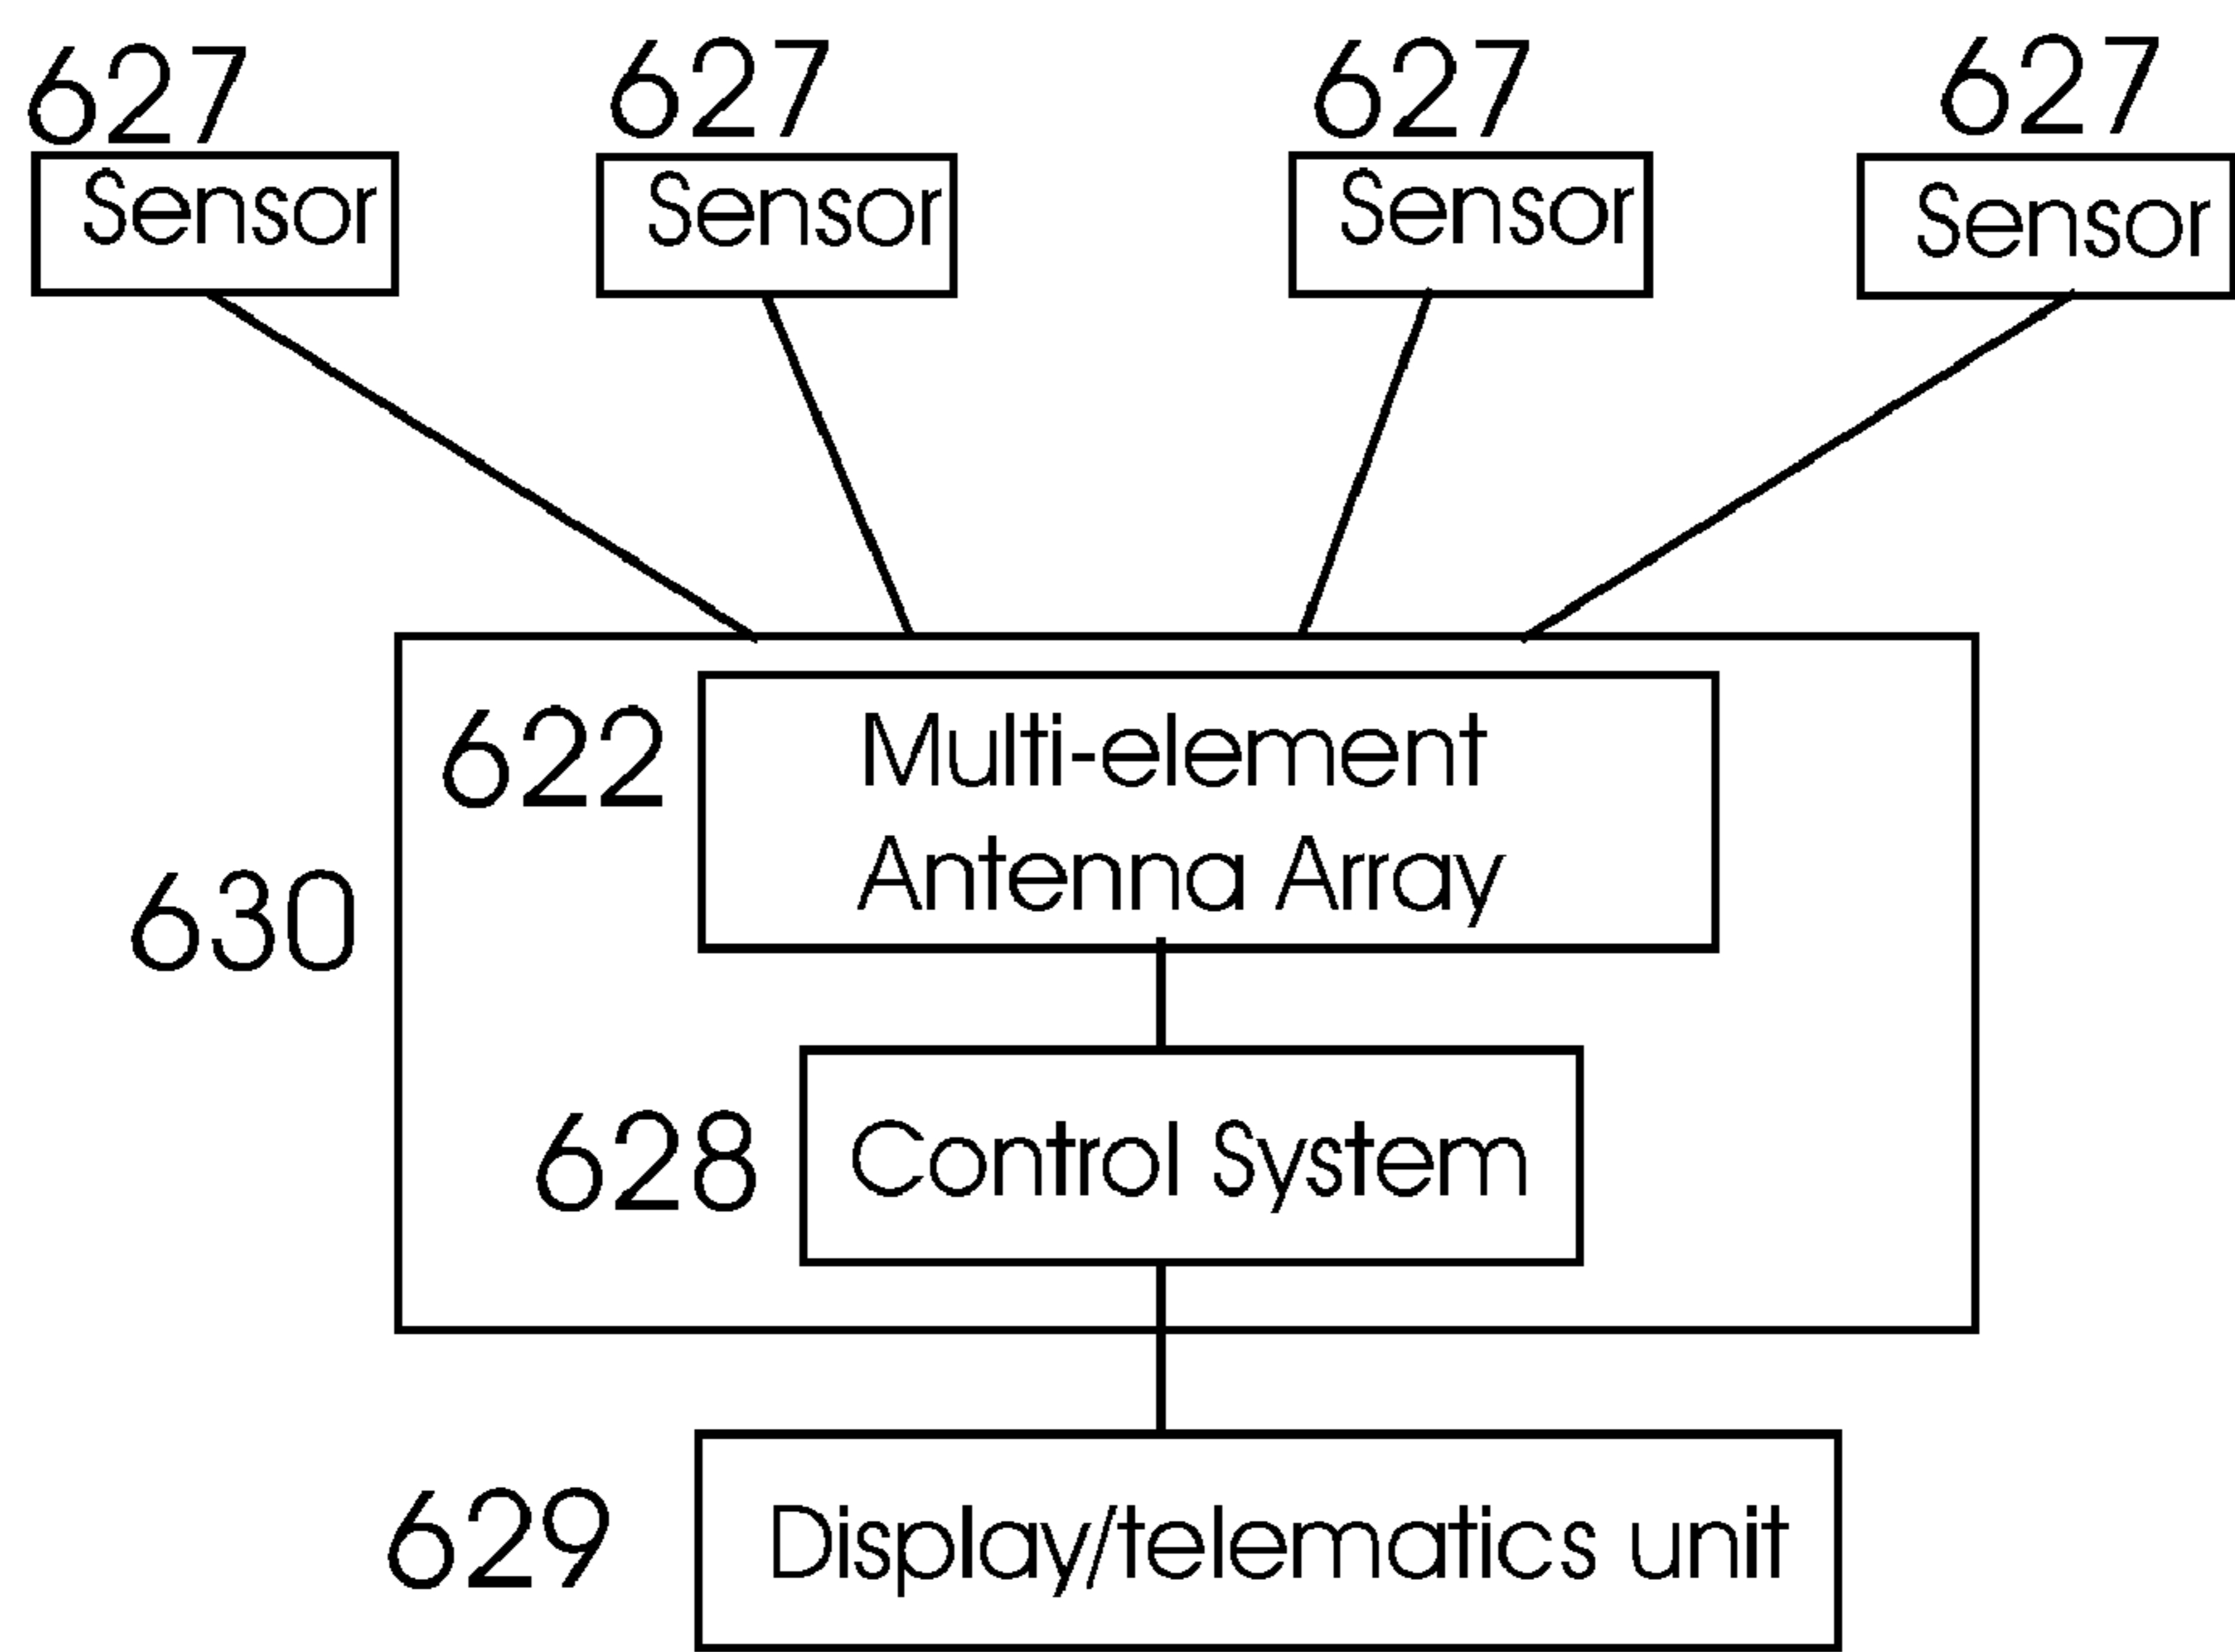 627 627 627 627
Sensor Sensor Sensor Sensor
622 Multi-element
Antenna Array
630
628 Control System
629 Display/telematics unit